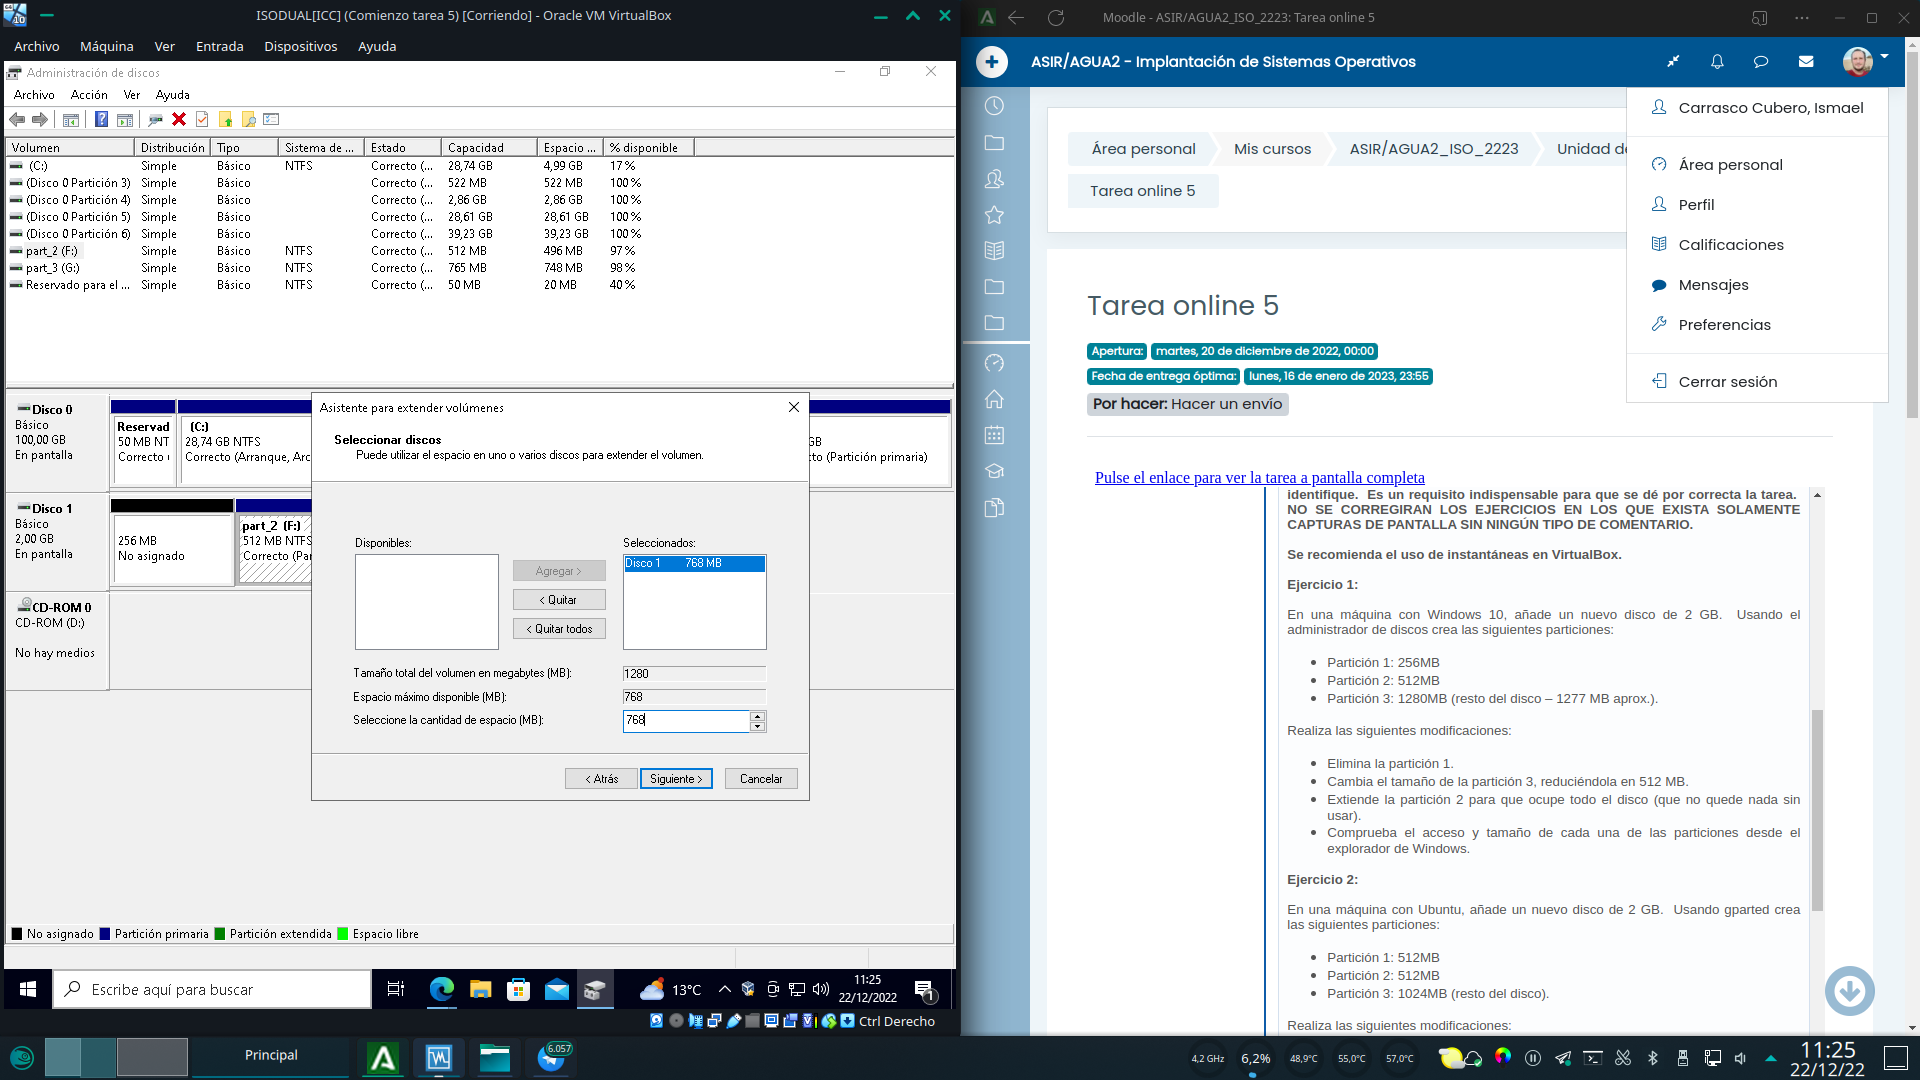 ISODUAL[ICC] (Comienzo tarea 5) [Corriendo] - Oracle VM VirtualBox
Archivo Máquina Ver Entrada Dispositivos Ayuda
Administración de discos
Archivo Acción Ver Ayuda
Volumen Distribución Tipo Sistema de ... Estado Capacidad Espacio ... % disponible
(C:) Simple Básico NTFS Correcto (... 28,74 GB 4,99 GB 17 %
(Disco 0 Partición 3) Simple Básico Correcto (... 522 MB 522 MB 100 %
(Disco 0 Partición 4) Simple Básico Correcto (... 2,86 GB 2,86 GB 100 %
(Disco 0 Partición 5) Simple Básico Correcto (... 28,61 GB 28,61 GB 100 %
(Disco 0 Partición 6) Simple Básico Correcto (... 39,23 GB 39,23 GB 100 %
part_2 (F:) Simple Básico NTFS Correcto (... 512 MB 496 MB 97 %
part_3 (G:) Simple Básico NTFS Correcto (... 765 MB 748 MB 98 %
Reservado para el ... Simple Básico NTFS Correcto (... 50 MB 20 MB 40 %
Disco 0
Básico
100,00 GB
En pantalla
Reservad
50 MB NT
Correcto
(C:)
28,74 GB NTFS
Correcto (Arranque, Arc
GB
to (Partición primaria)
Disco 1
Básico
2,00 GB
En pantalla
256 MB
No asignado
part_2 (F:)
512 MB NTFS
Correcto (Pa
CD-ROM 0
CD-ROM (D:)
No hay medios
Asistente para extender volúmenes
Seleccionar discos
Puede utilizar el espacio en uno o varios discos para extender el volumen.
Disponibles:
Agregar >
< Quitar
< Quitar todos
Seleccionados:
Disco 1 768 MB
Tamaño total del volumen en megabytes (MB): 1280
Espacio máximo disponible (MB): 768
Seleccione la cantidad de espacio (MB): 768
< Atrás Siguiente > Cancelar
No asignado Partición primaria Partición extendida Espacio libre
Escribe aquí para buscar
13°C
11:25
22/12/2022
1
Ctrl Derecho
Moodle - ASIR/AGUA2_ISO_2223: Tarea online 5
ASIR/AGUA2 - Implantación de Sistemas Operativos
Área personal Mis cursos ASIR/AGUA2_ISO_2223 Unidad de
Tarea online 5
Carrasco Cubero, Ismael
Área personal
Perfil
Calificaciones
Mensajes
Preferencias
Cerrar sesión
Tarea online 5
Apertura: martes, 20 de diciembre de 2022, 00:00
Fecha de entrega óptima: lunes, 16 de enero de 2023, 23:55
Por hacer: Hacer un envío
Pulse el enlace para ver la tarea a pantalla completa
identifique. Es un requisito indispensable para que se dé por correcta la tarea.
NO SE CORREGIRAN LOS EJERCICIOS EN LOS QUE EXISTA SOLAMENTE
CAPTURAS DE PANTALLA SIN NINGÚN TIPO DE COMENTARIO.
Se recomienda el uso de instantáneas en VirtualBox.
Ejercicio 1:
En una máquina con Windows 10, añade un nuevo disco de 2 GB. Usando el
administrador de discos crea las siguientes particiones:
Partición 1: 256MB
Partición 2: 512MB
Partición 3: 1280MB (resto del disco – 1277 MB aprox.).
Realiza las siguientes modificaciones:
Elimina la partición 1.
Cambia el tamaño de la partición 3, reduciéndola en 512 MB.
Extiende la partición 2 para que ocupe todo el disco (que no quede nada sin
usar).
Comprueba el acceso y tamaño de cada una de las particiones desde el
explorador de Windows.
Ejercicio 2:
En una máquina con Ubuntu, añade un nuevo disco de 2 GB. Usando gparted crea
las siguientes particiones:
Partición 1: 512MB
Partición 2: 512MB
Partición 3: 1024MB (resto del disco).
Realiza las siguientes modificaciones:
Principal
6.057
4,2 GHz 6,2% 48,9°C 55,0°C 57,0°C
11:25
22/12/22